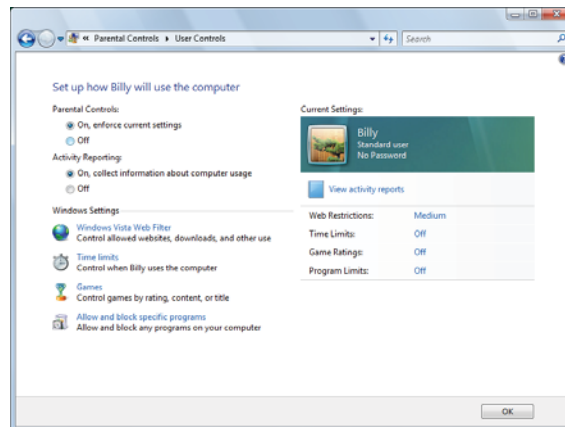 « Parental Controls ▸ User Controls
Search
Set up how Billy will use the computer
Parental Controls:
On, enforce current settings
Off
Activity Reporting:
On, collect information about computer usage
Off
Windows Settings
Windows Vista Web Filter
Control allowed websites, downloads, and other use
Time limits
Control when Billy uses the computer
Games
Control games by rating, content, or title
Allow and block specific programs
Allow and block any programs on your computer
Current Settings:
Billy
Standard user
No Password
View activity reports
Web Restrictions: Medium
Time Limits: Off
Game Ratings: Off
Program Limits: Off
OK